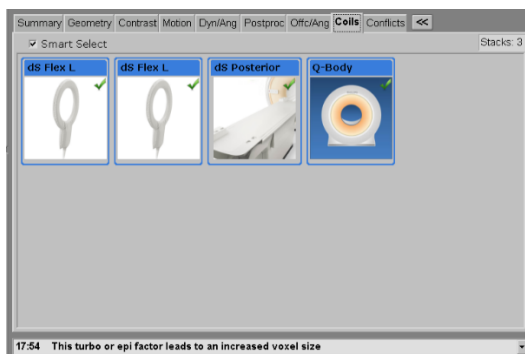 Summary Geometry Contrast Motion Dyn/Ang Postproc Offc/Ang Coils Conflicts <<
Smart Select Stacks: 3
dS Flex L dS Flex L dS Posterior Q-Body
17:54 This turbo or epi factor leads to an increased voxel size